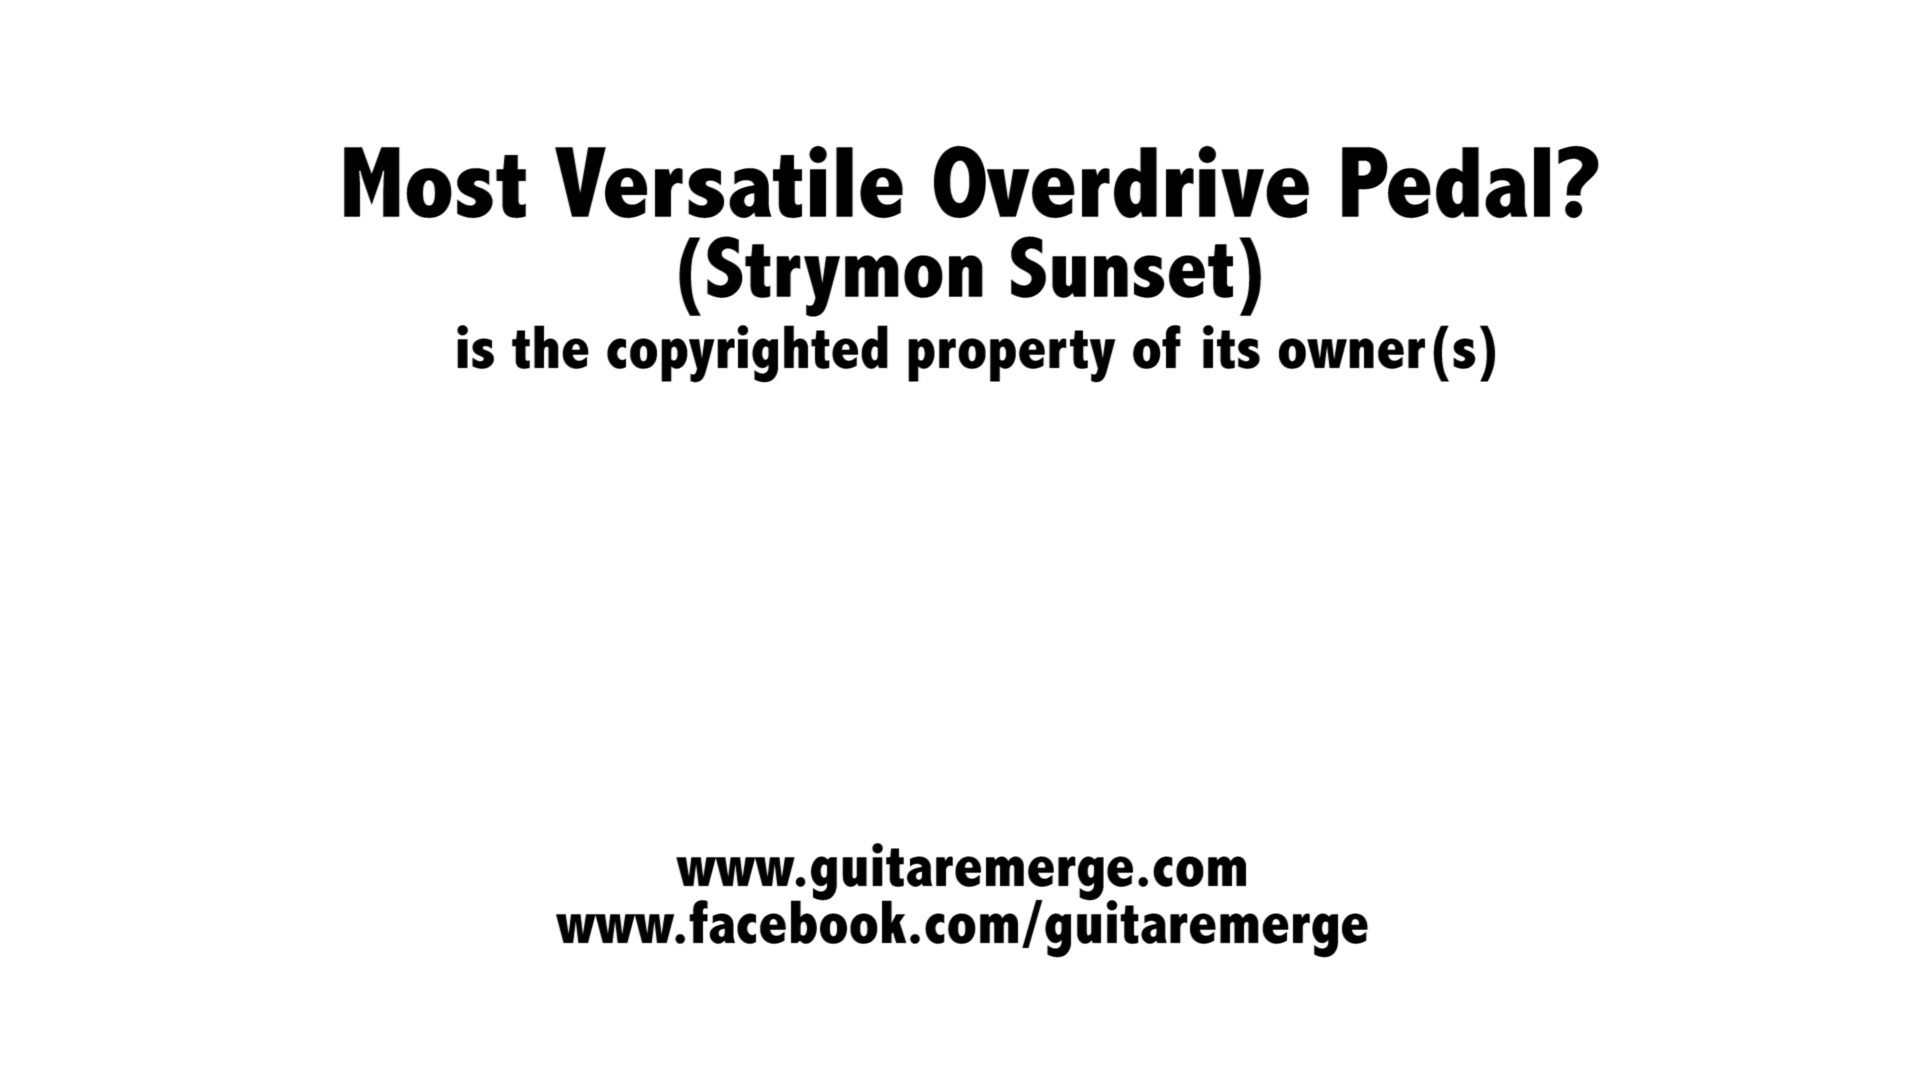 Most Versatile Overdrive Pedal?
(Strymon Sunset)
is the copyrighted property of its owner(s)
www.guitaremerge.com
www.facebook.com/guitaremerge